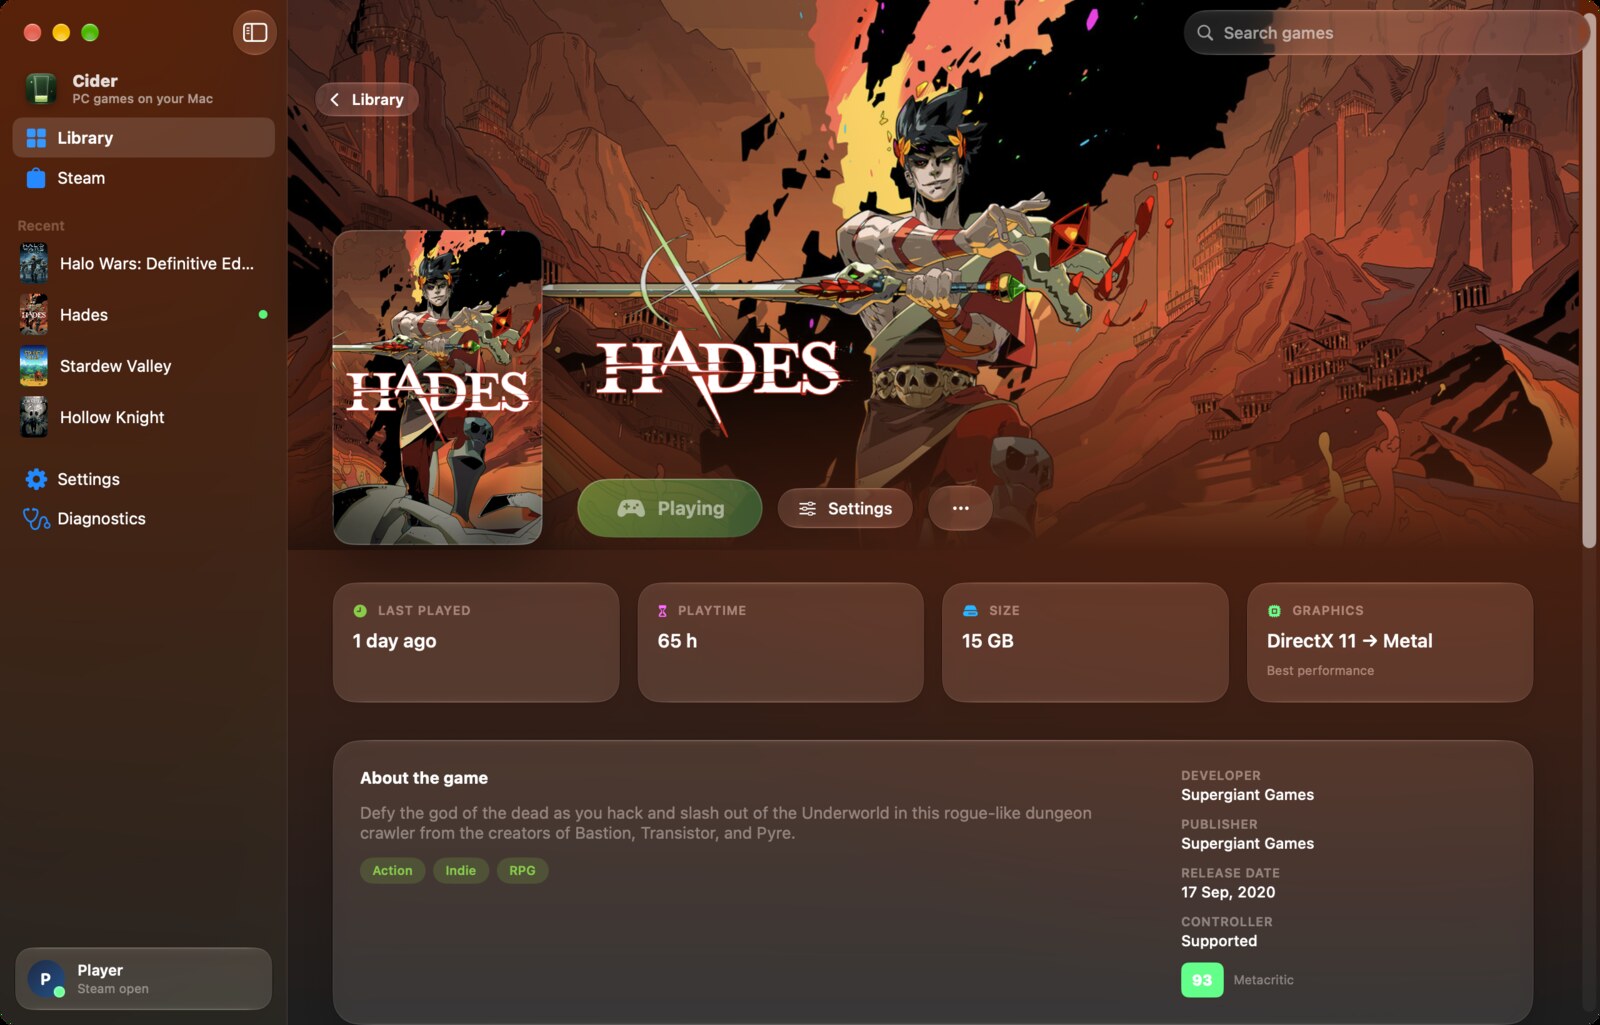 Cider
PC games on your Mac
Library
Steam
Recent
Halo Wars: Definitive Ed...
Hades
Stardew Valley
Hollow Knight
Settings
Diagnostics
P
Player
Steam open
Search games
Library
HADES
HADES
Playing
Settings
LAST PLAYED
1 day ago
PLAYTIME
65 h
SIZE
15 GB
GRAPHICS
DirectX 11 → Metal
Best performance
About the game
Defy the god of the dead as you hack and slash out of the Underworld in this rogue-like dungeon
crawler from the creators of Bastion, Transistor, and Pyre.
Action
Indie
RPG
DEVELOPER
Supergiant Games
PUBLISHER
Supergiant Games
RELEASE DATE
17 Sep, 2020
CONTROLLER
Supported
93
Metacritic